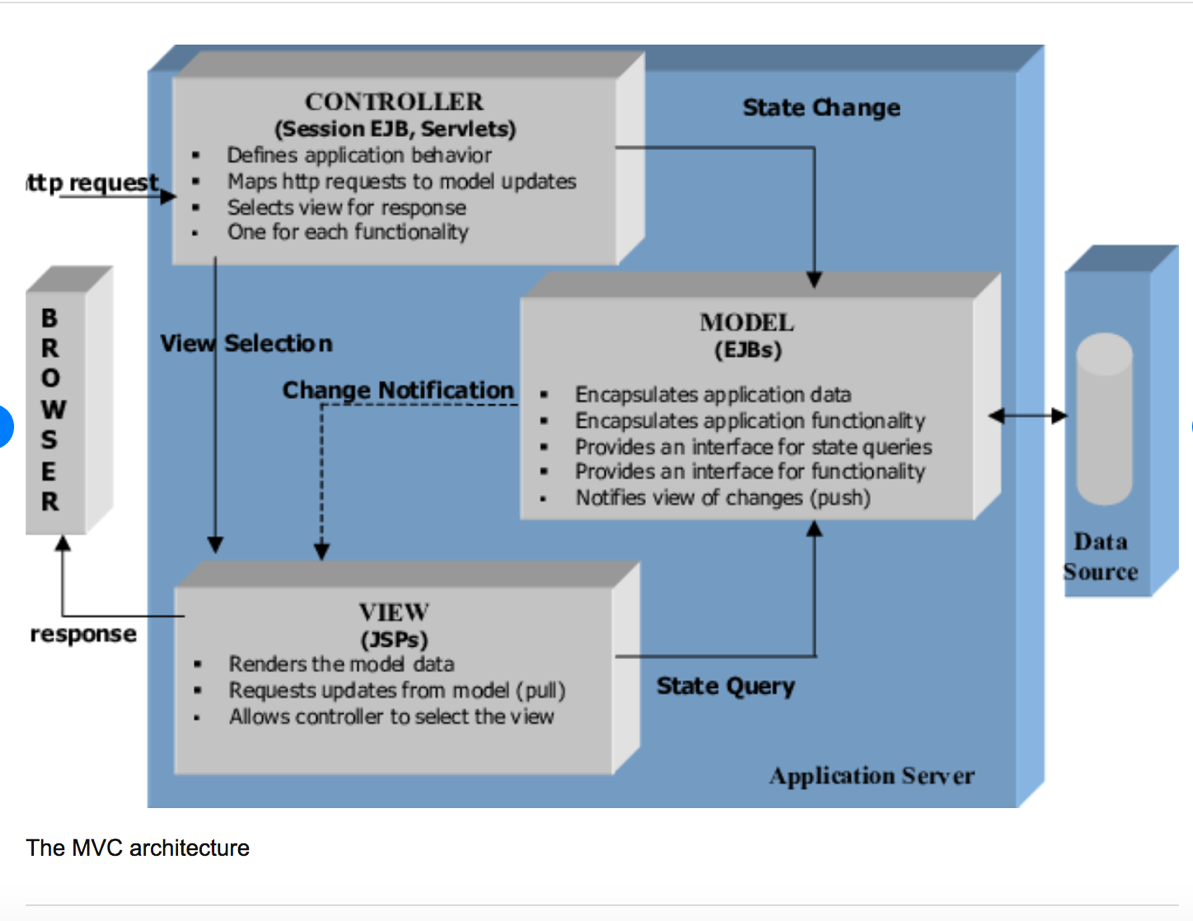 CONTROLLER
(Session EJB, Servlets)
▪ Defines application behavior
▪ Maps http requests to model updates
▪ Selects view for response
▪ One for each functionality
State Change
ttp request
BROWSER
View Selection
Change Notification
MODEL
(EJBs)
▪ Encapsulates application data
▪ Encapsulates application functionality
▪ Provides an interface for state queries
▪ Provides an interface for functionality
▪ Notifies view of changes (push)
Data
Source
response
VIEW
(JSPs)
▪ Renders the model data
▪ Requests updates from model (pull)
▪ Allows controller to select the view
State Query
Application Server
The MVC architecture